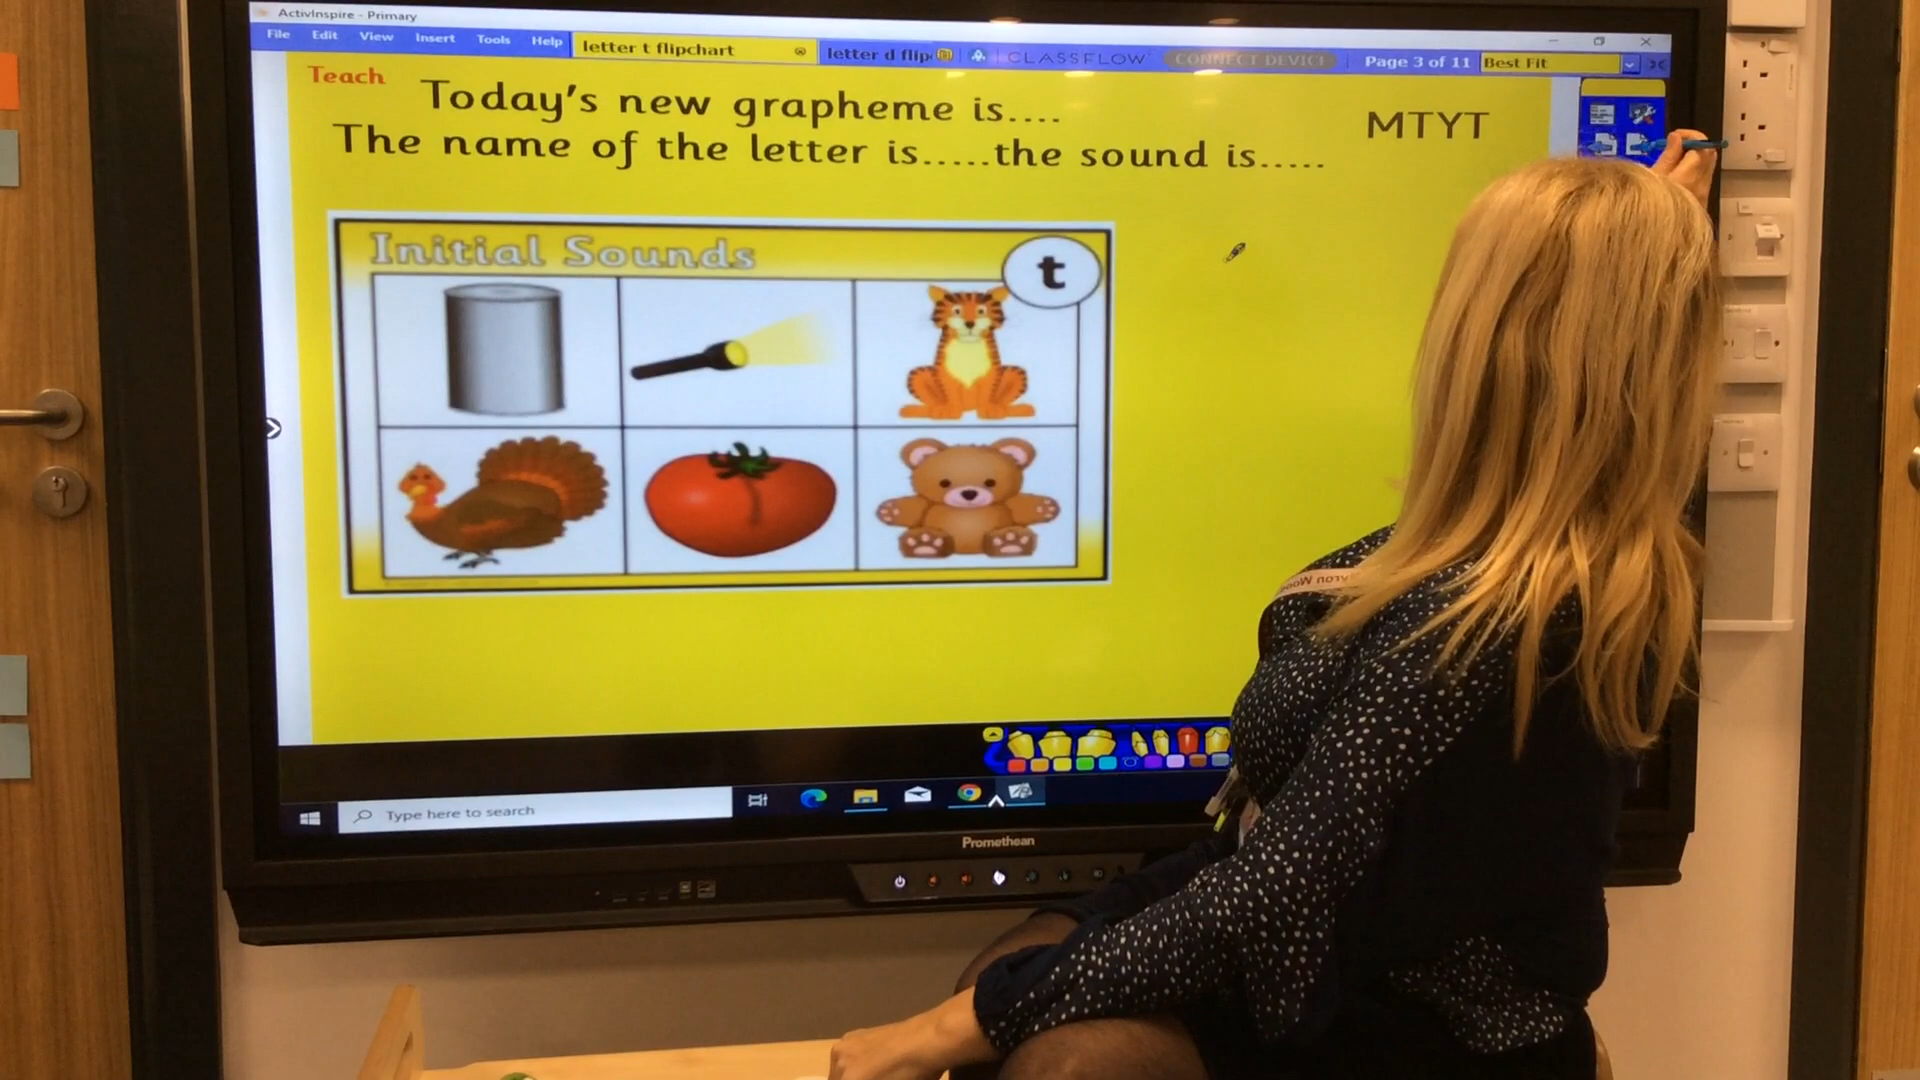 ActivInspire - Primary
File Edit View Insert Tools Help
letter t flipchart
letter d flip
CLASSFLOW
CONNECT DEVICE
Page 3 of 11
Best Fit
Teach
Today's new grapheme is....
MTYT
The name of the letter is.....the sound is.....
Initial Sounds
t
Type here to search
Promethean